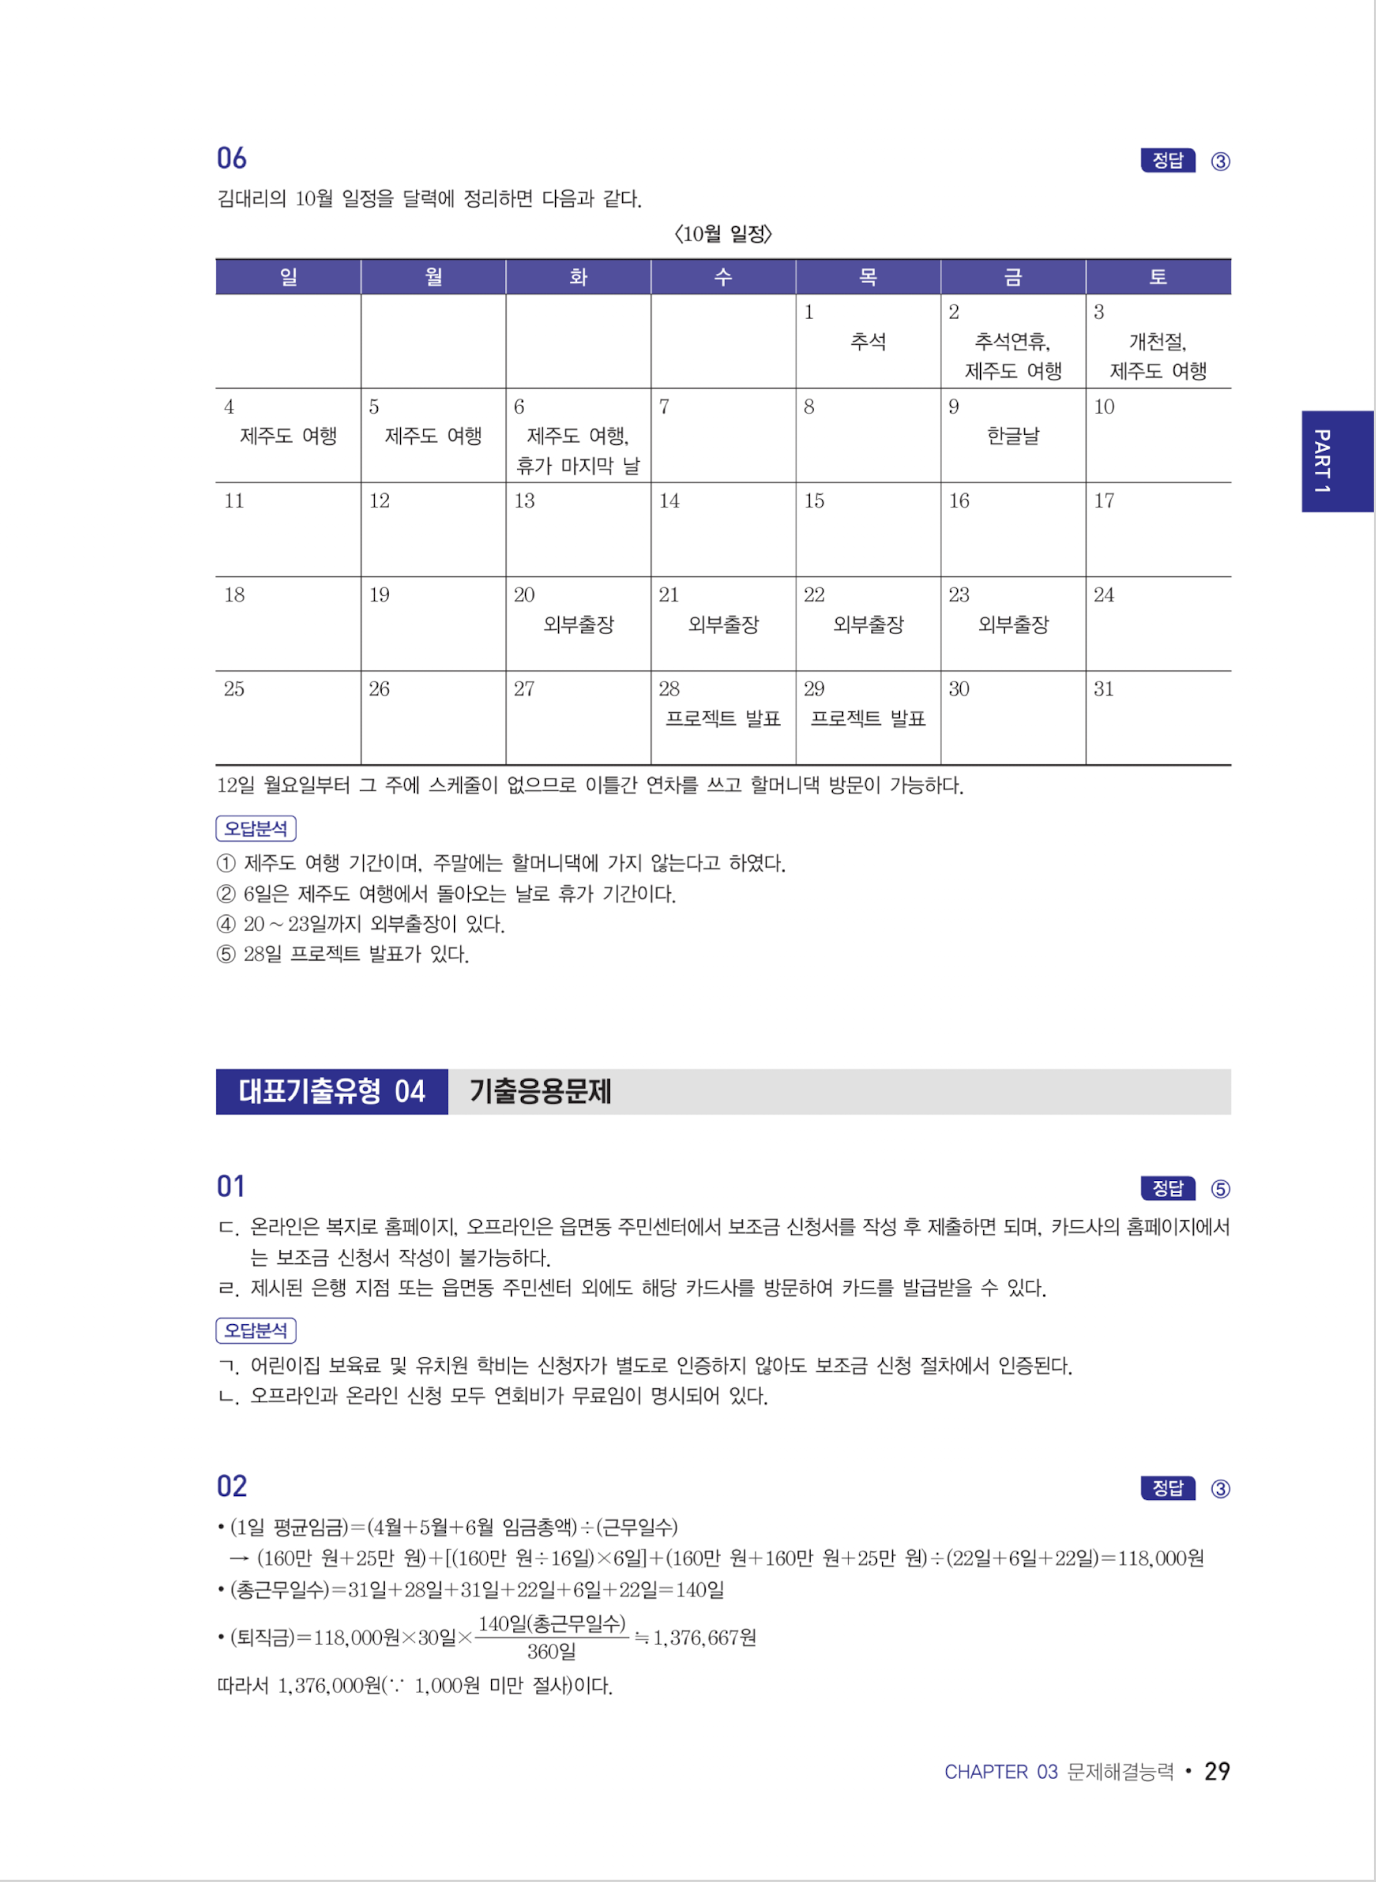 06
정답 ③
김대리의 10월 일정을 달력에 정리하면 다음과 같다.
〈10월 일정〉
일 월 화 수 목 금 토
1 2 3
추석 추석연휴, 개천절,
제주도 여행 제주도 여행
4 5 6 7 8 9 10
제주도 여행 제주도 여행 제주도 여행, 한글날
휴가 마지막 날
11 12 13 14 15 16 17
18 19 20 21 22 23 24
외부출장 외부출장 외부출장 외부출장
25 26 27 28 29 30 31
프로젝트 발표 프로젝트 발표
12일 월요일부터 그 주에 스케줄이 없으므로 이틀간 연차를 쓰고 할머니댁 방문이 가능하다.
오답분석
① 제주도 여행 기간이며, 주말에는 할머니댁에 가지 않는다고 하였다.
② 6일은 제주도 여행에서 돌아오는 날로 휴가 기간이다.
④ 20 ~ 23일까지 외부출장이 있다.
⑤ 28일 프로젝트 발표가 있다.
PART 1
대표기출유형 04 기출응용문제
01
정답 ⑤
ㄷ. 온라인은 복지로 홈페이지, 오프라인은 읍면동 주민센터에서 보조금 신청서를 작성 후 제출하면 되며, 카드사의 홈페이지에서
는 보조금 신청서 작성이 불가능하다.
ㄹ. 제시된 은행 지점 또는 읍면동 주민센터 외에도 해당 카드사를 방문하여 카드를 발급받을 수 있다.
오답분석
ㄱ. 어린이집 보육료 및 유치원 학비는 신청자가 별도로 인증하지 않아도 보조금 신청 절차에서 인증된다.
ㄴ. 오프라인과 온라인 신청 모두 연회비가 무료임이 명시되어 있다.
02
정답 ③
• (1일 평균임금)=(4월+5월+6월 임금총액)÷(근무일수)
→ (160만 원+25만 원)+[(160만 원÷16일)×6일]+(160만 원+160만 원+25만 원)÷(22일+6일+22일)=118,000원
• (총근무일수)=31일+28일+31일+22일+6일+22일=140일
• (퇴직금)=118,000원×30일×140일(총근무일수)/360일≒1,376,667원
따라서 1,376,000원(∵ 1,000원 미만 절사)이다.
CHAPTER 03 문제해결능력 • 29